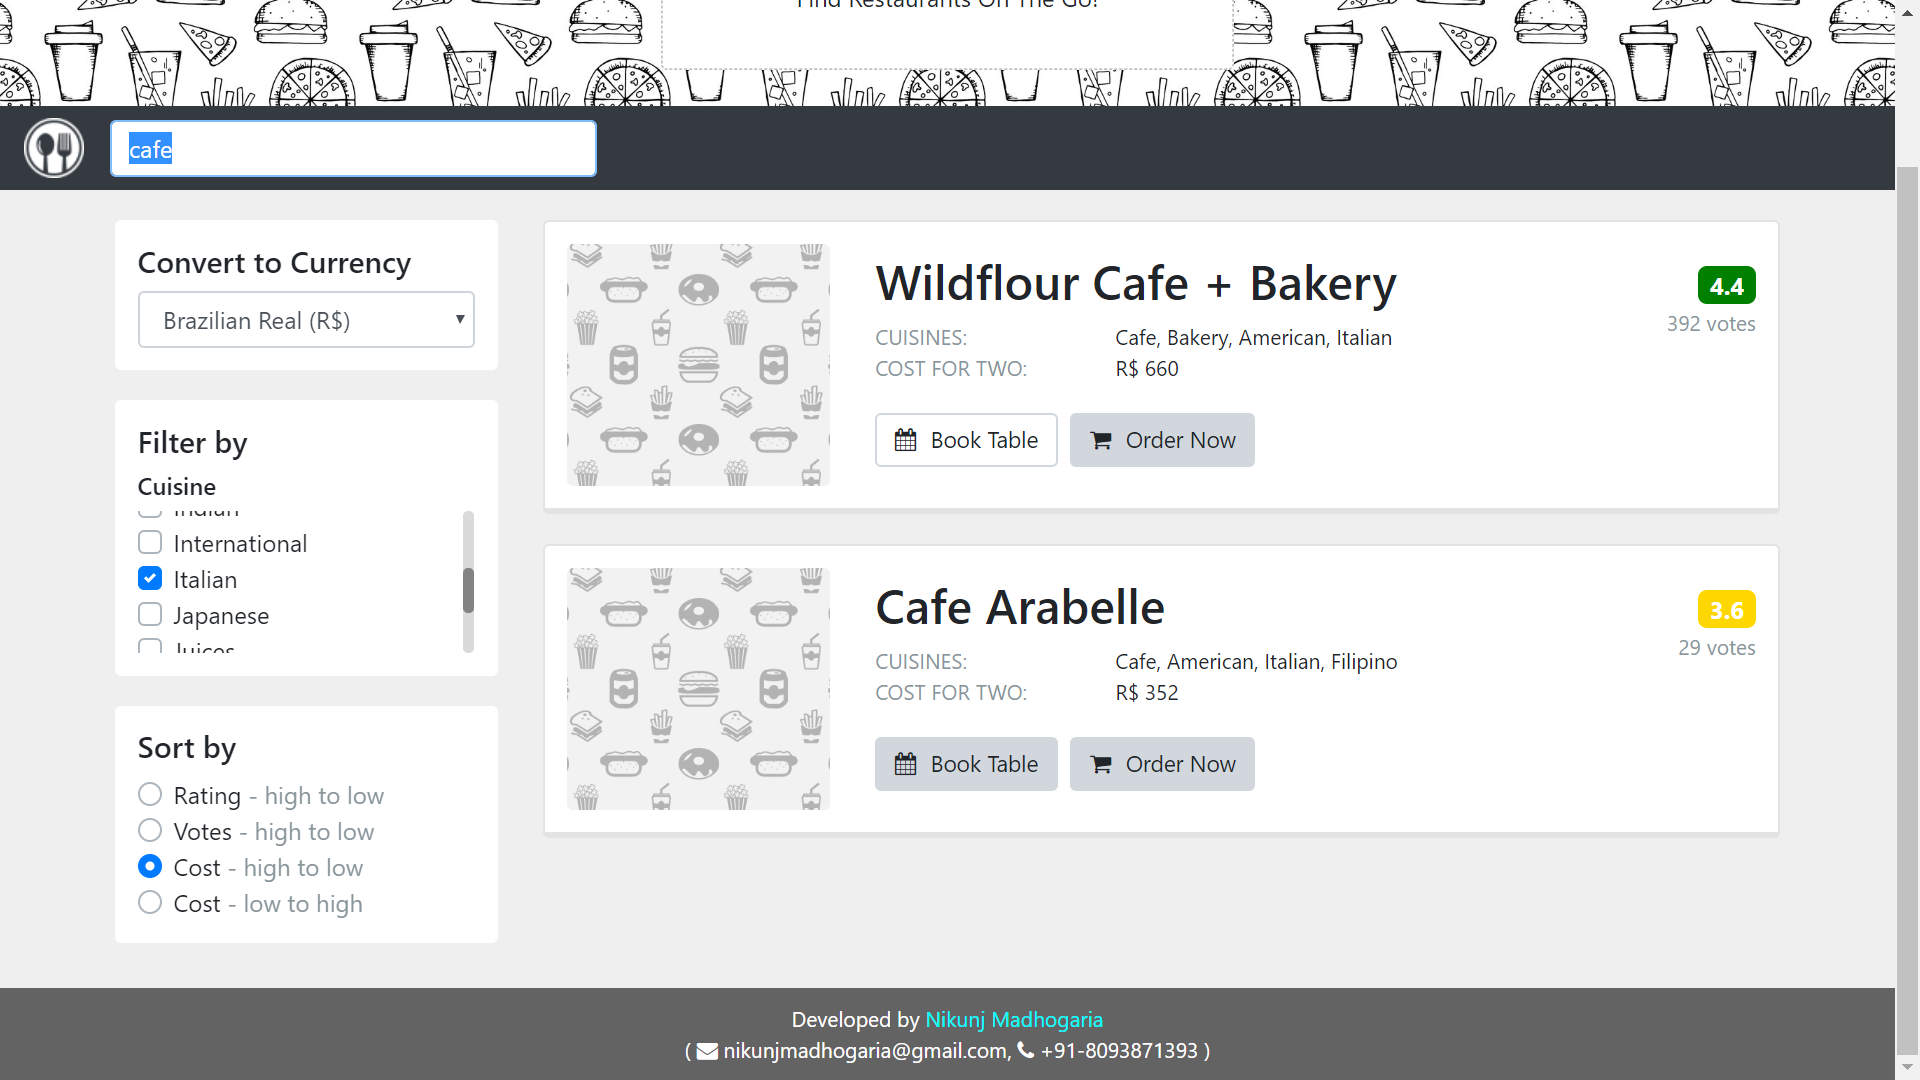 Find Restaurants On The Go!
cafe
Convert to Currency
Brazilian Real (R$)
Filter by
Cuisine
Indian
International
Italian
Japanese
Juices
Sort by
Rating - high to low
Votes - high to low
Cost - high to low
Cost - low to high
Wildflour Cafe + Bakery
4.4
392 votes
CUISINES: Cafe, Bakery, American, Italian
COST FOR TWO: R$ 660
Book Table Order Now
Cafe Arabelle
3.6
29 votes
CUISINES: Cafe, American, Italian, Filipino
COST FOR TWO: R$ 352
Book Table Order Now
Developed by Nikunj Madhogaria
( nikunjmadhogaria@gmail.com, +91-8093871393 )